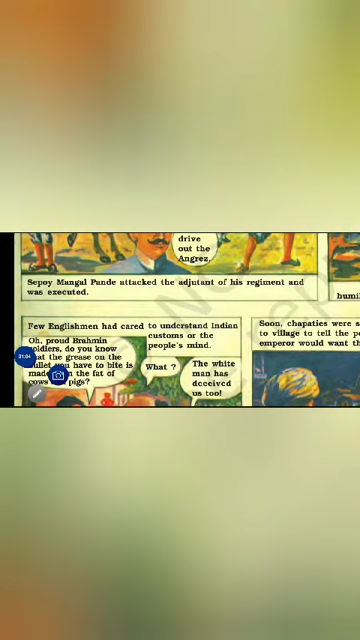 drive
out the
Angrez.
Sepoy Mangal Pande attacked the adjutant of his regiment and
was executed.
Few Englishmen had cared to understand Indian
customs or the
people's mind.
Oh, proud Brahmin
soldiers, do you know
that the grease on the
bullet you have to bite is
made the fat of
cows pigs?
What ?
The white
man has
deceived
us too!
Soon, chapaties were
to village to tell the
emperor would want
31:04